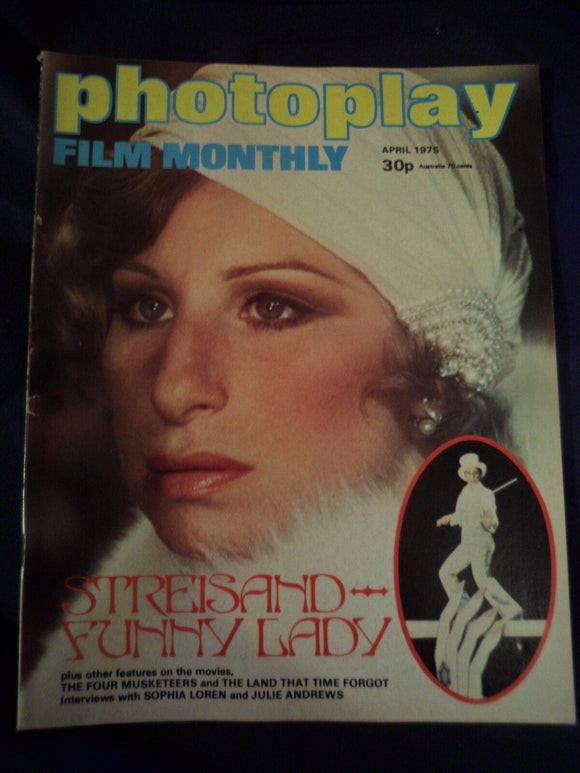 photoplay
FILM MONTHLY
APRIL 1975
30p Australia 70 cents
STREISAND
FUNNY LADY
plus other features on the movies,
THE FOUR MUSKETEERS and THE LAND THAT TIME FORGOT
Interviews with SOPHIA LOREN and JULIE ANDREWS